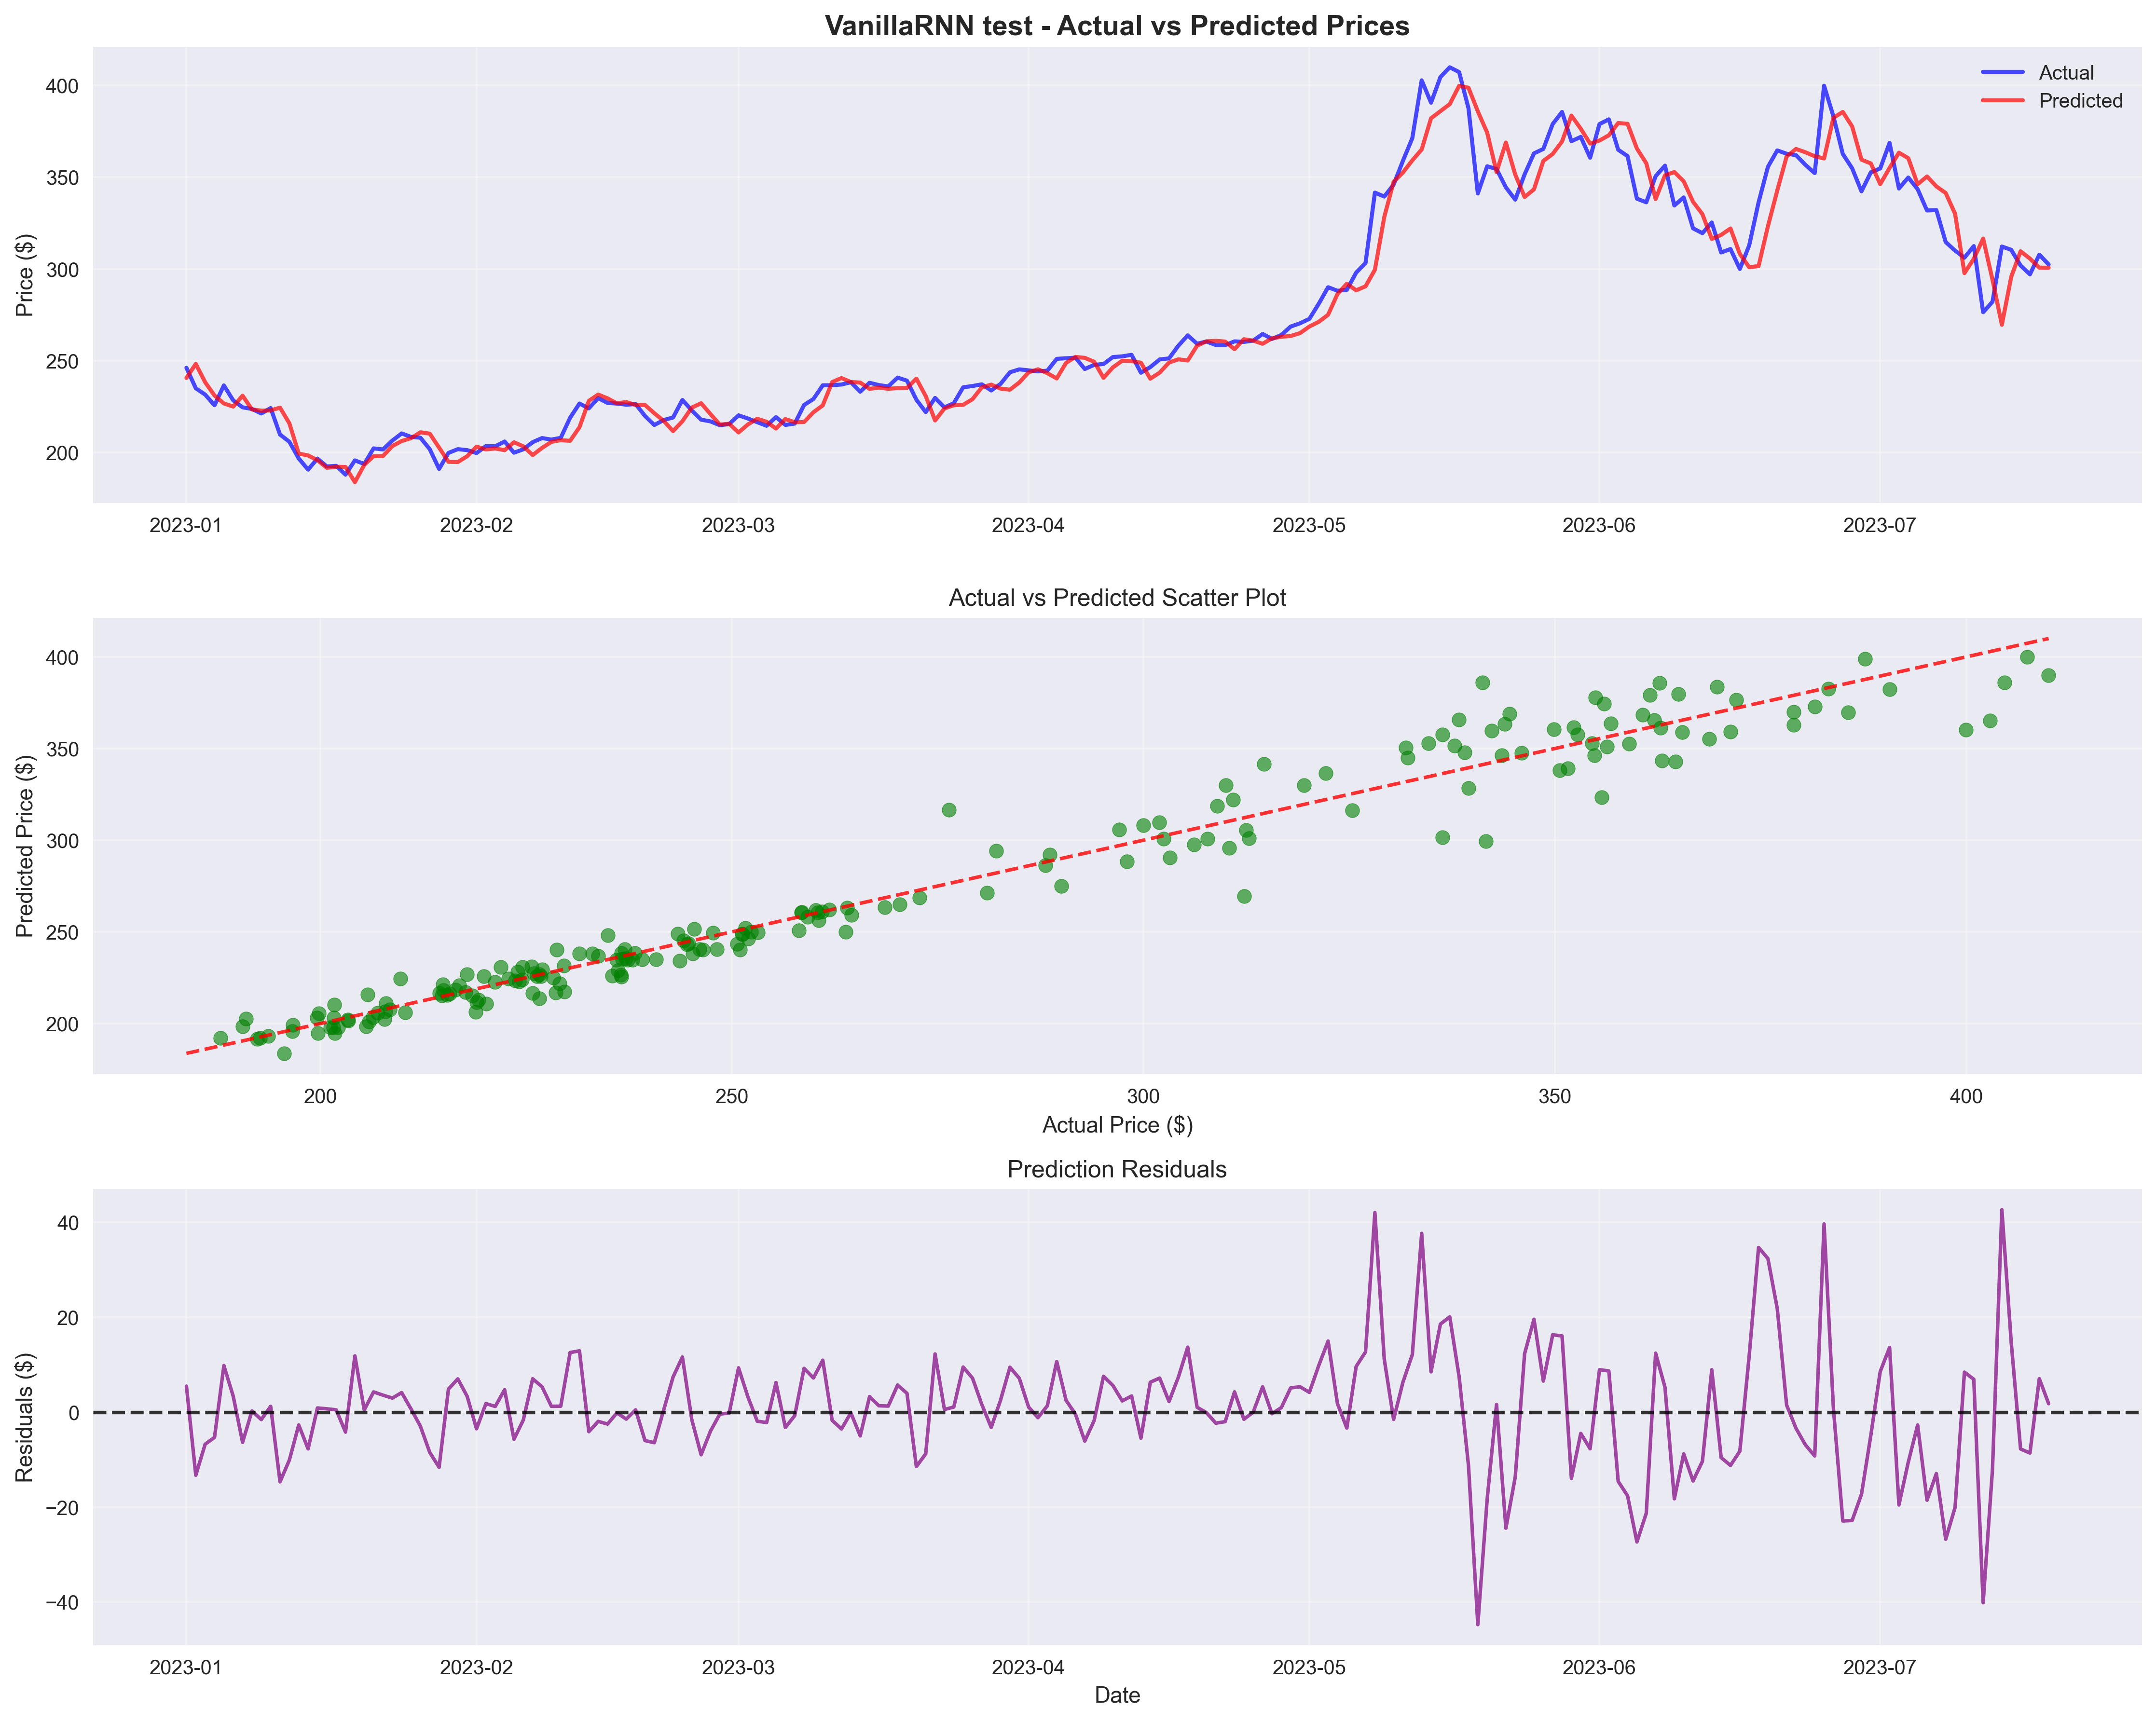 VanillaRNN test - Actual vs Predicted Prices
Actual
Predicted
Price ($)
400
350
300
250
200
2023-01 2023-02 2023-03 2023-04 2023-05 2023-06 2023-07
Actual vs Predicted Scatter Plot
Predicted Price ($)
400
350
300
250
200
200 250 300 350 400
Actual Price ($)
Prediction Residuals
Residuals ($)
40
20
0
−20
−40
2023-01 2023-02 2023-03 2023-04 2023-05 2023-06 2023-07
Date